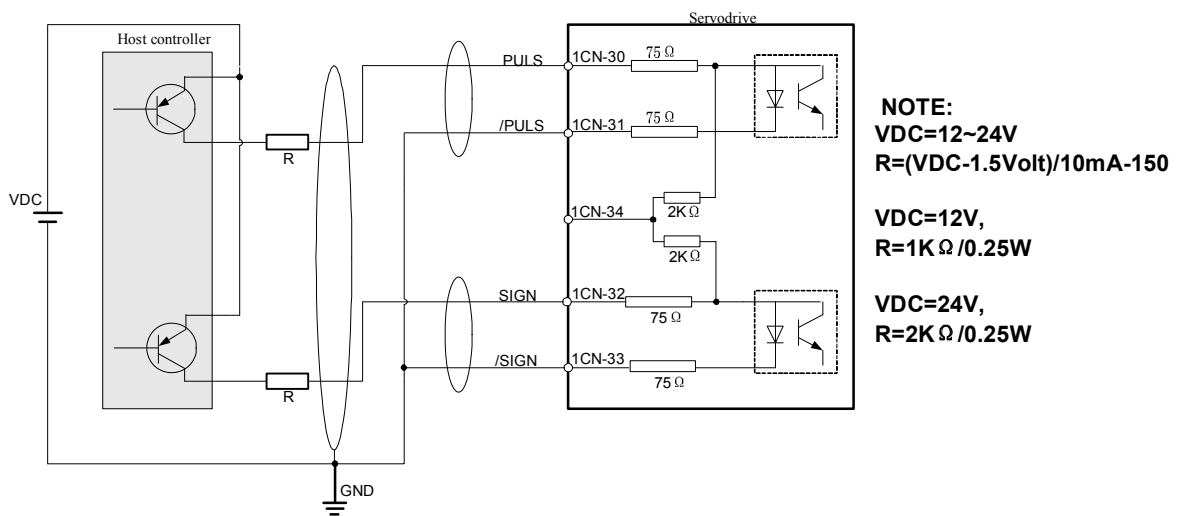 Servodrive
Host controller
PULS
1CN-30
75 Ω
/PULS
1CN-31
75 Ω
R
VDC
1CN-34
2K Ω
2K Ω
SIGN
1CN-32
75 Ω
/SIGN
1CN-33
75 Ω
R
GND
NOTE:
VDC=12~24V
R=(VDC-1.5Volt)/10mA-150
VDC=12V,
R=1K Ω/0.25W
VDC=24V,
R=2K Ω/0.25W